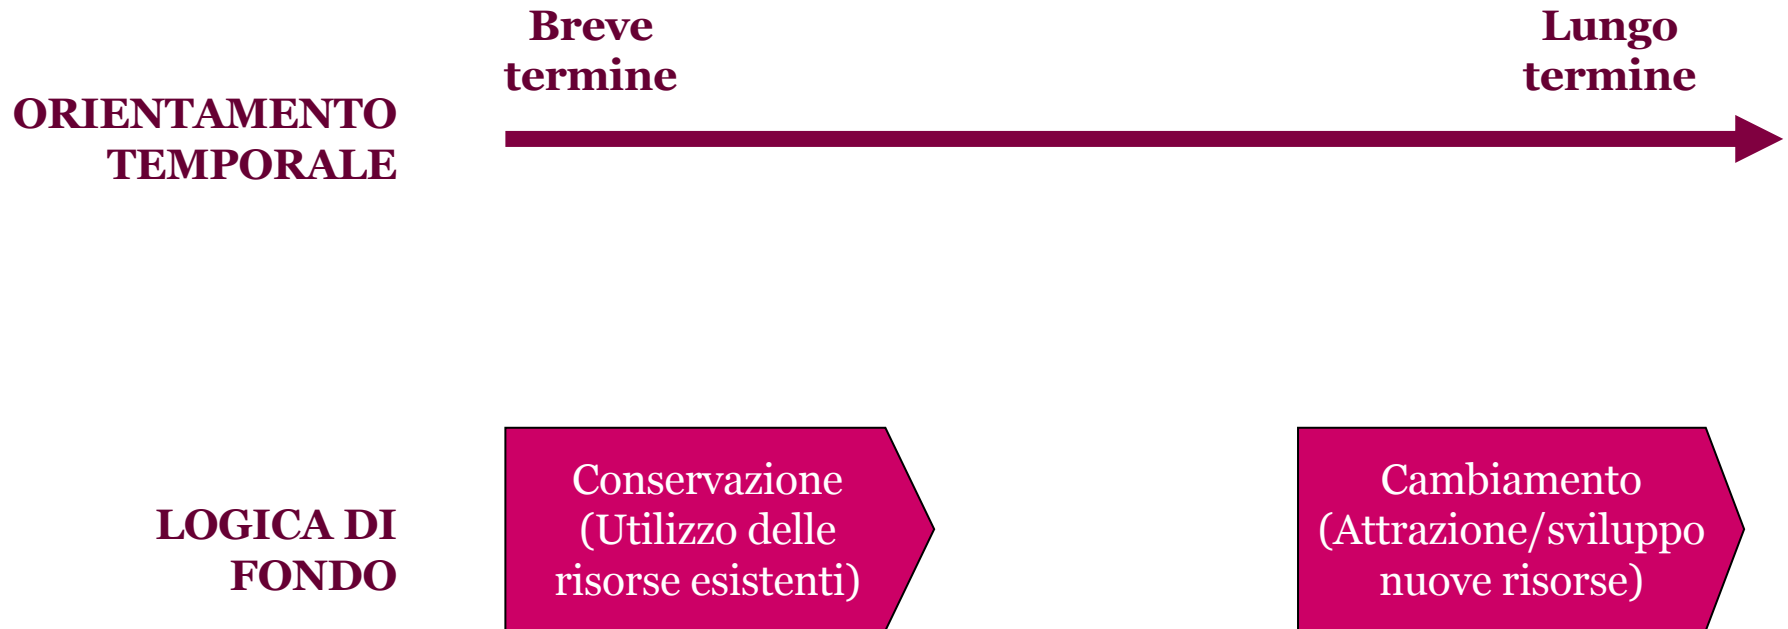 Breve
termine
Lungo
termine
ORIENTAMENTO
TEMPORALE
LOGICA DI
FONDO
Conservazione
(Utilizzo delle
risorse esistenti)
Cambiamento
(Attrazione/sviluppo
nuove risorse)